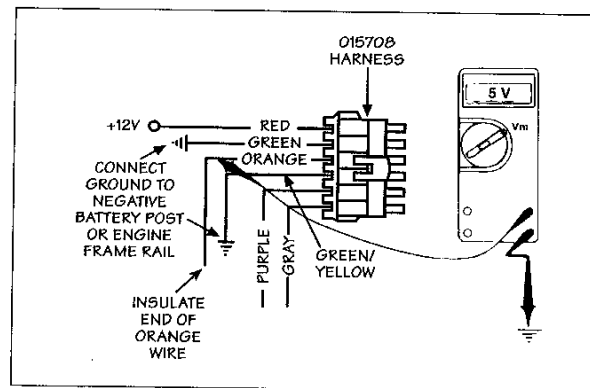 015708
HARNESS
5 V
Vm
+12V
RED
GREEN
ORANGE
CONNECT
GROUND TO
NEGATIVE
BATTERY POST
OR ENGINE
FRAME RAIL
PURPLE
GRAY
GREEN/
YELLOW
INSULATE
END OF
ORANGE
WIRE